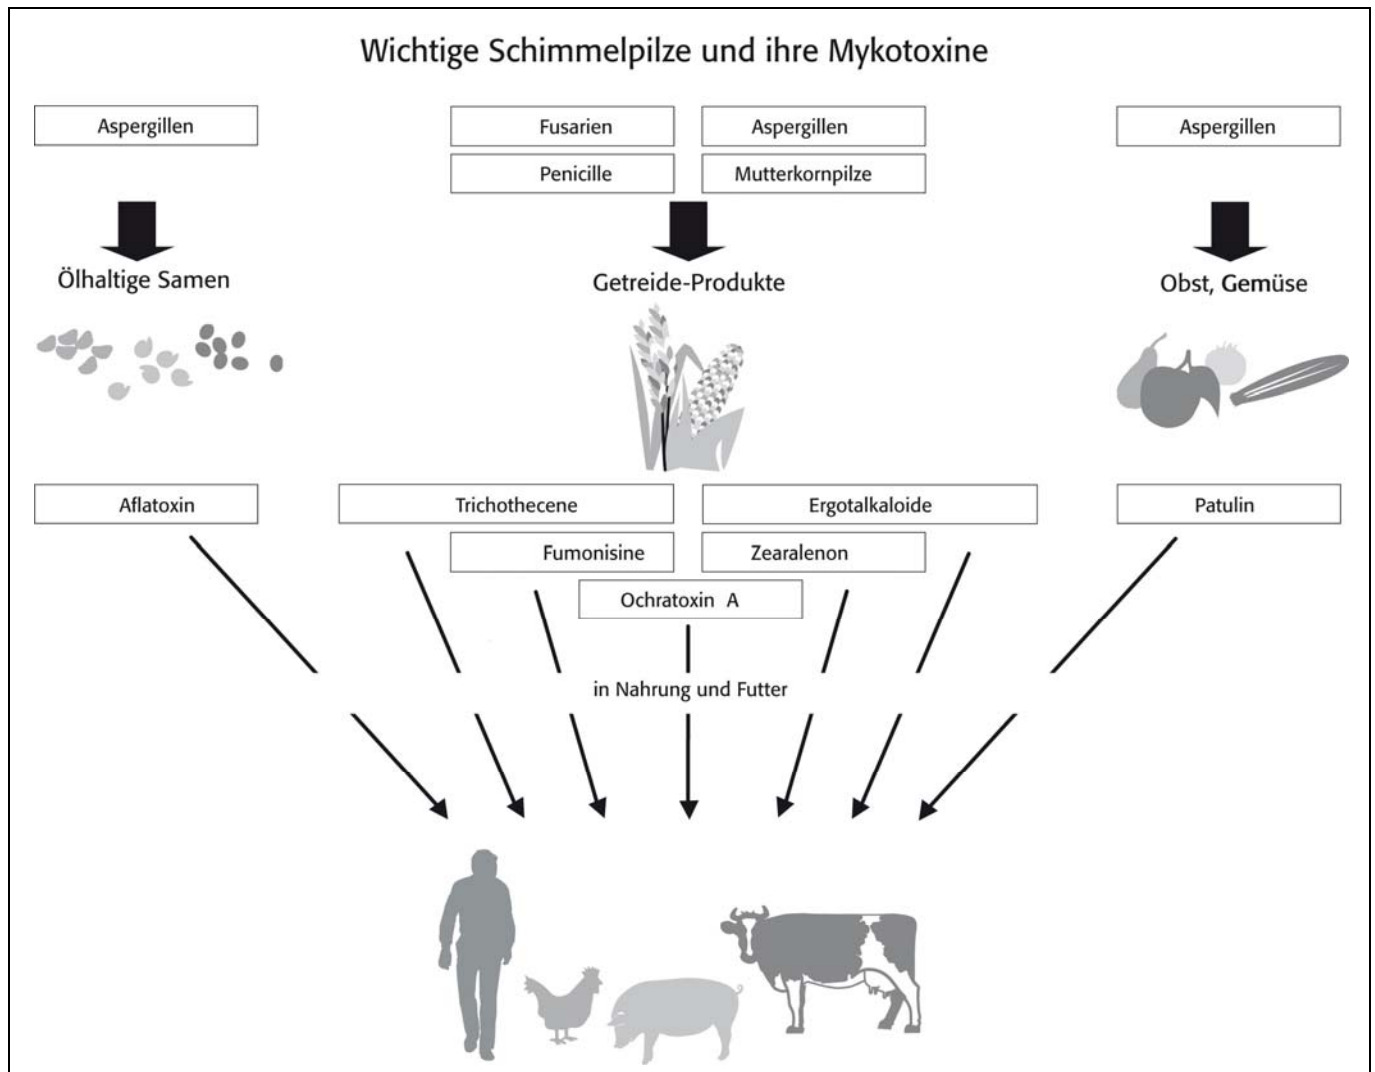 Wichtige Schimmelpilze und ihre Mykotoxine
Aspergillen
Fusarien
Aspergillen
Aspergillen
Penicille
Mutterkornpilze
Ölhaltige Samen
Getreide-Produkte
Obst, Gemüse
Aflatoxin
Trichothecene
Ergotalkaloide
Patulin
Fumonisine
Zearalenon
Ochratoxin A
in Nahrung und Futter